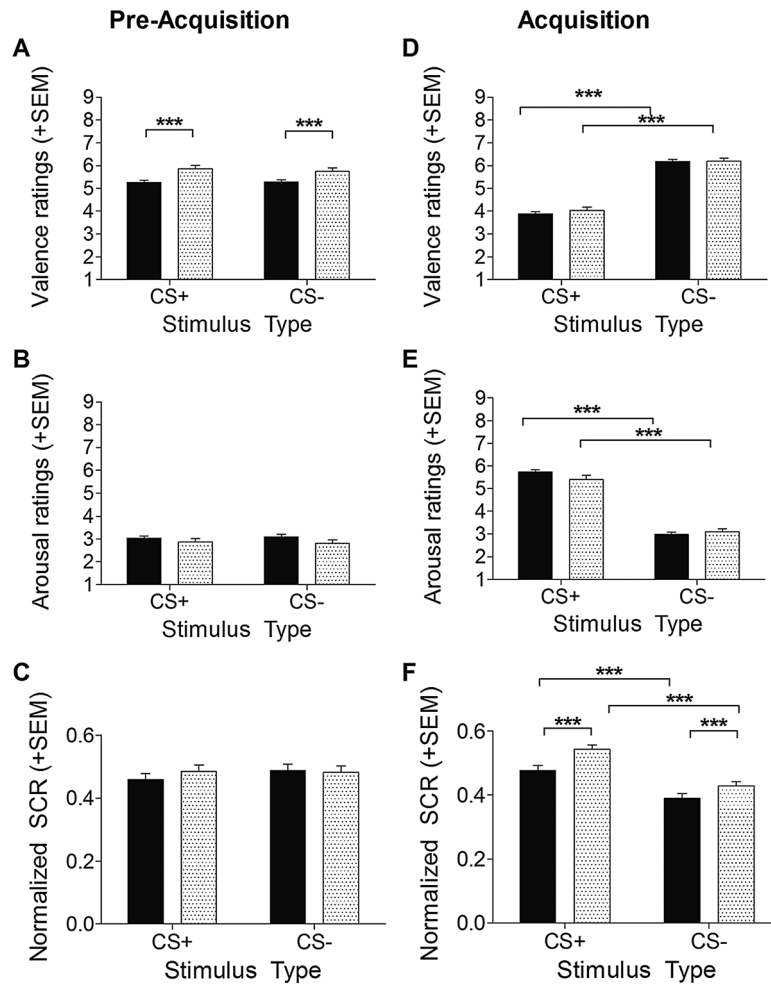 Pre-Acquisition
Acquisition
A
Valence ratings (+SEM)
9
8
7
6
5
4
3
2
1
***
***
CS+
CS-
Stimulus Type
D
Valence ratings (+SEM)
9
8
7
6
5
4
3
2
1
***
***
CS+
CS-
Stimulus Type
B
Arousal ratings (+SEM)
9
8
7
6
5
4
3
2
1
CS+
CS-
Stimulus Type
E
Arousal ratings (+SEM)
9
8
7
6
5
4
3
2
1
***
***
CS+
CS-
Stimulus Type
C
Normalized SCR (+SEM)
0.6
0.4
0.2
0.0
CS+
CS-
Stimulus Type
F
Normalized SCR (+SEM)
0.6
0.4
0.2
0.0
***
***
***
***
CS+
CS-
Stimulus Type